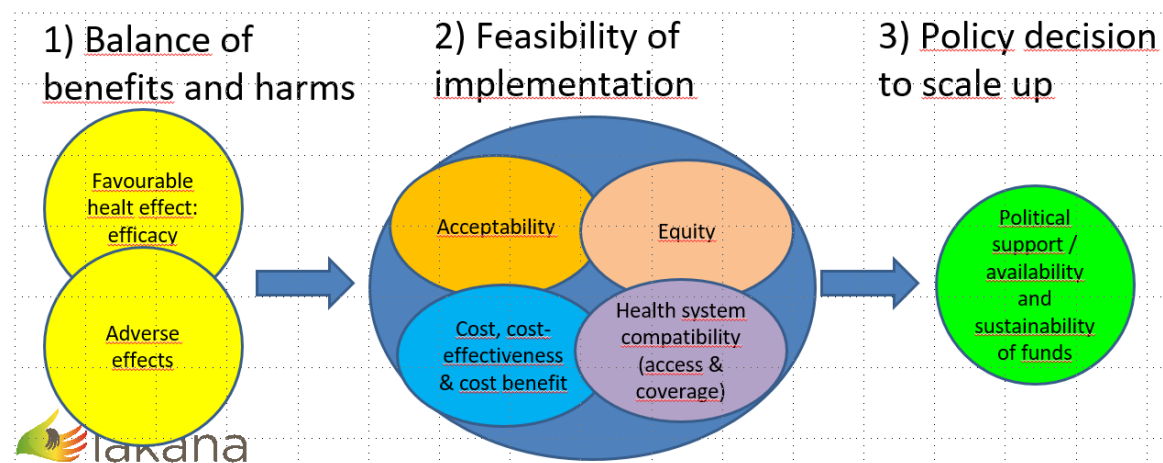 1) Balance of
benefits and harms
Favourable
healt effect:
efficacy
Adverse
effects
2) Feasibility of
implementation
Acceptability
Equity
Cost, cost-
effectiveness
& cost benefit
Health system
compatibility
(access &
coverage)
3) Policy decision
to scale up
Political
support /
availability
and
sustainability
of funds
lakana